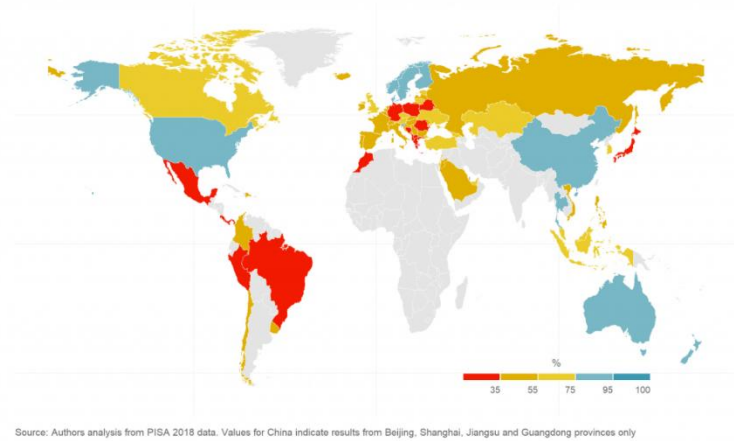 %
35 55 75 95 100
Source: Authors analysis from PISA 2018 data. Values for China indicate results from Beijing, Shanghai, Jiangsu and Guangdong provinces only